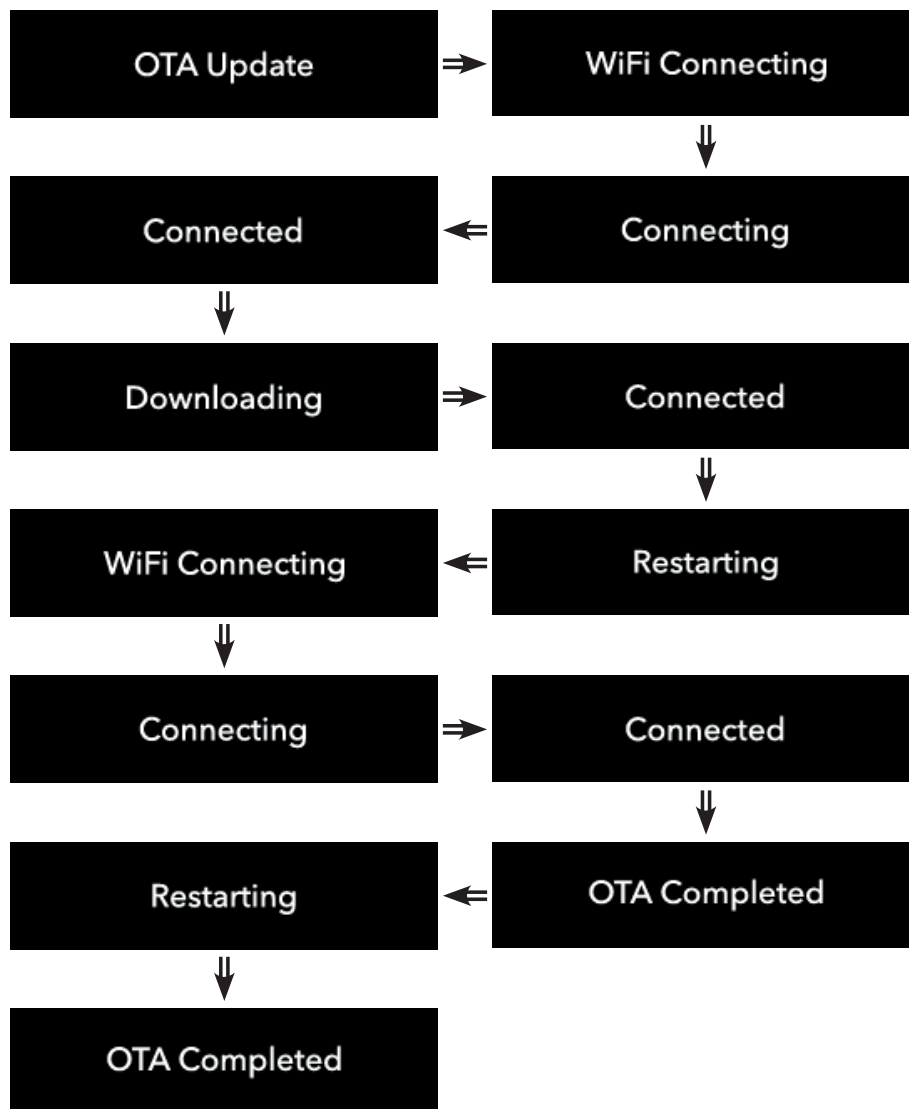 OTA Update
WiFi Connecting
Connecting
Connected
Downloading
Connected
Restarting
WiFi Connecting
Connecting
Connected
OTA Completed
Restarting
OTA Completed